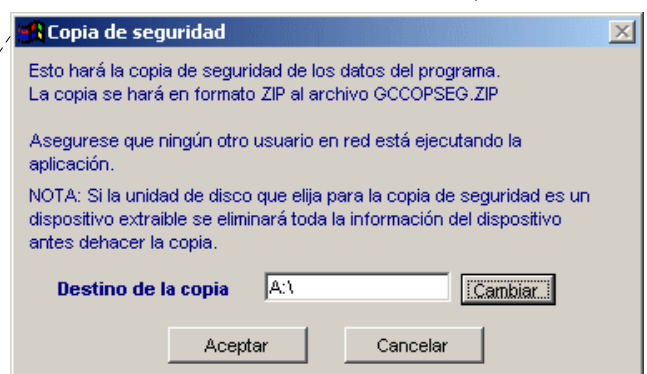 Copia de seguridad
Esto hará la copia de seguridad de los datos del programa.
La copia se hará en formato ZIP al archivo GCCOPSEG.ZIP
Asegurese que ningún otro usuario en red está ejecutando la
aplicación.
NOTA: Si la unidad de disco que elija para la copia de seguridad es un
dispositivo extraible se eliminará toda la información del dispositivo
antes dehacer la copia.
Destino de la copia A:\ Cambiar
Aceptar Cancelar